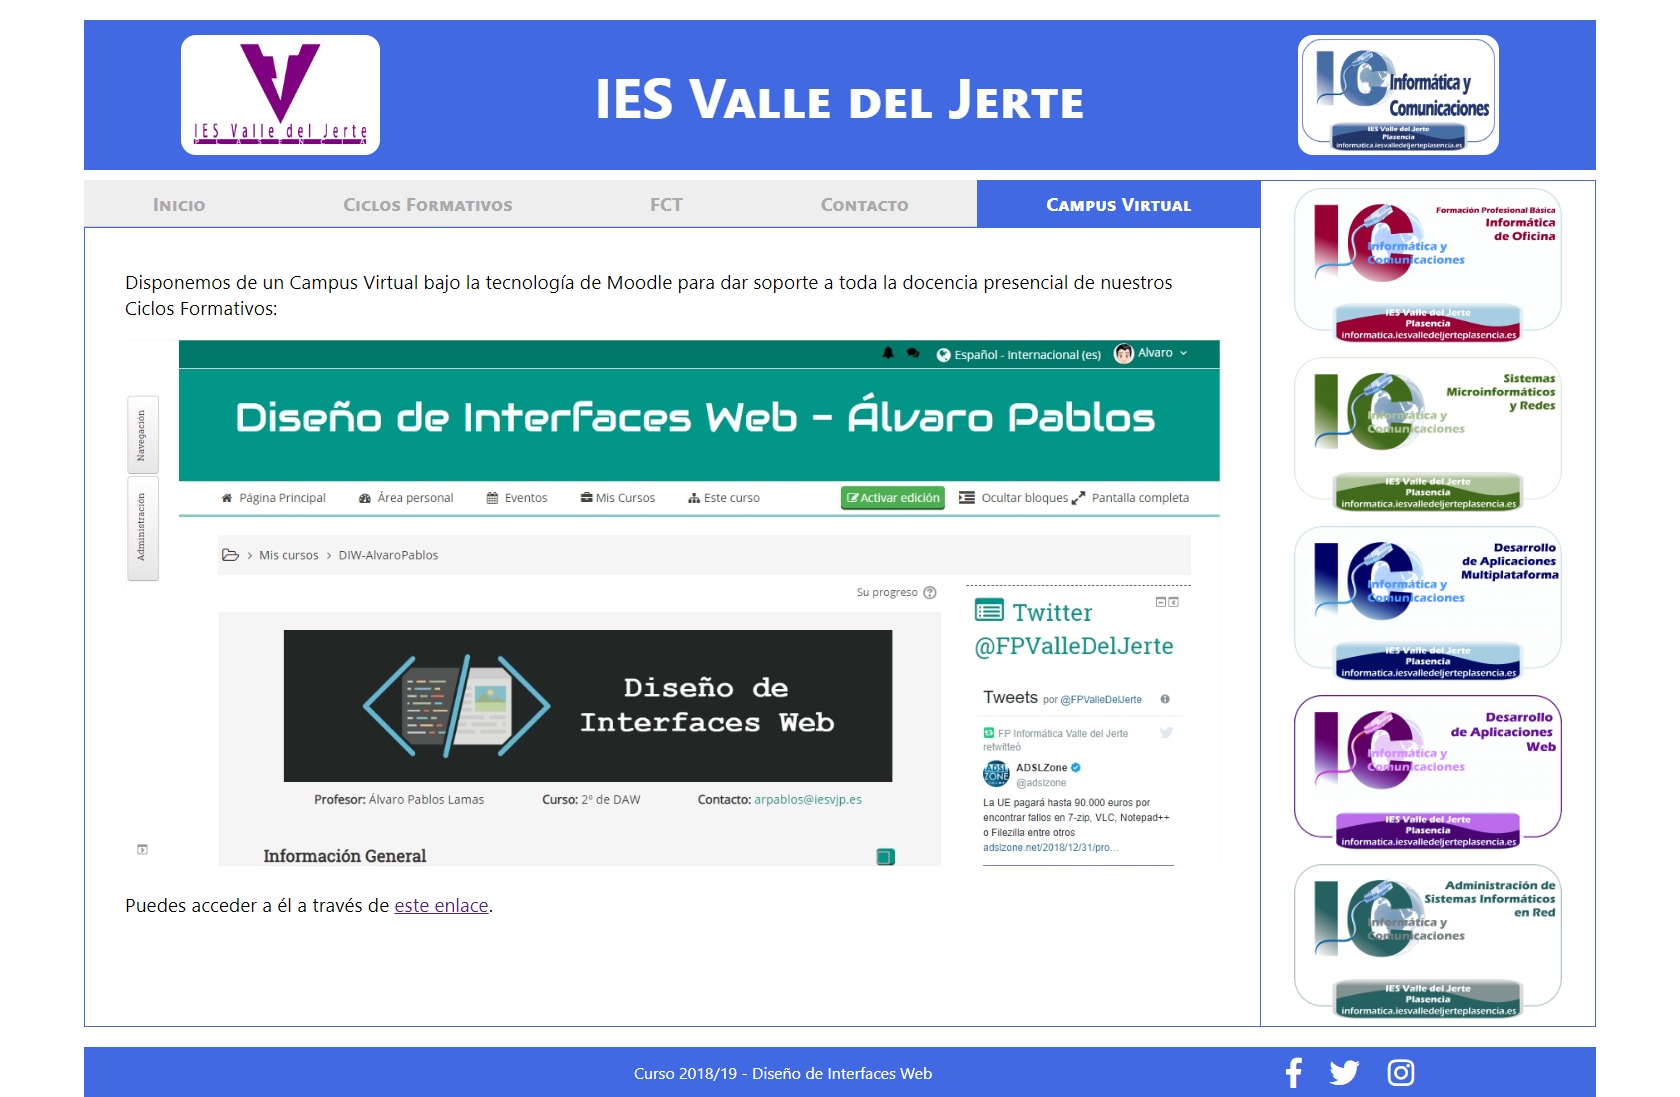 IES Valle del Jerte
PLASENCIA
IES Valle del Jerte
Informática y
Comunicaciones
IES Valle del Jerte
Plasencia
informatica.iesvalledeljerteplasencia.es
Inicio
Ciclos Formativos
FCT
Contacto
Campus Virtual
Disponemos de un Campus Virtual bajo la tecnología de Moodle para dar soporte a toda la docencia presencial de nuestros
Ciclos Formativos:
Español - Internacional (es)
Alvaro
Navegación
Administración
Diseño de Interfaces Web - Álvaro Pablos
Página Principal
Área personal
Eventos
Mis Cursos
Este curso
Activar edición
Ocultar bloques
Pantalla completa
Mis cursos
DIW-AlvaroPablos
Su progreso
Diseño de
Interfaces Web
Profesor: Álvaro Pablos Lamas
Curso: 2º de DAW
Contacto: arpablos@iesvjp.es
Información General
Twitter
@FPValleDelJerte
Tweets por @FPValleDelJerte
FP Informática Valle del Jerte
retwitteó
ADSL
ZONE
ADSLZone
@adslzone
La UE pagará hasta 90.000 euros por
encontrar fallos en 7-zip, VLC, Notepad++
o Filezilla entre otros
adslzone.net/2018/12/31/pro…
Puedes acceder a él a través de este enlace.
Formación Profesional Básica
Informática
de Oficina
Informática y
Comunicaciones
IES Valle del Jerte
Plasencia
informatica.iesvalledeljerteplasencia.es
Sistemas
Microinformáticos
y Redes
Informática y
Comunicaciones
IES Valle del Jerte
Plasencia
informatica.iesvalledeljerteplasencia.es
Desarrollo
de Aplicaciones
Multiplataforma
Informática y
Comunicaciones
IES Valle del Jerte
Plasencia
informatica.iesvalledeljerteplasencia.es
Desarrollo
de Aplicaciones
Web
Informática y
Comunicaciones
IES Valle del Jerte
Plasencia
informatica.iesvalledeljerteplasencia.es
Administración de
Sistemas Informáticos
en Red
Informática y
Comunicaciones
IES Valle del Jerte
Plasencia
informatica.iesvalledeljerteplasencia.es
Curso 2018/19 - Diseño de Interfaces Web